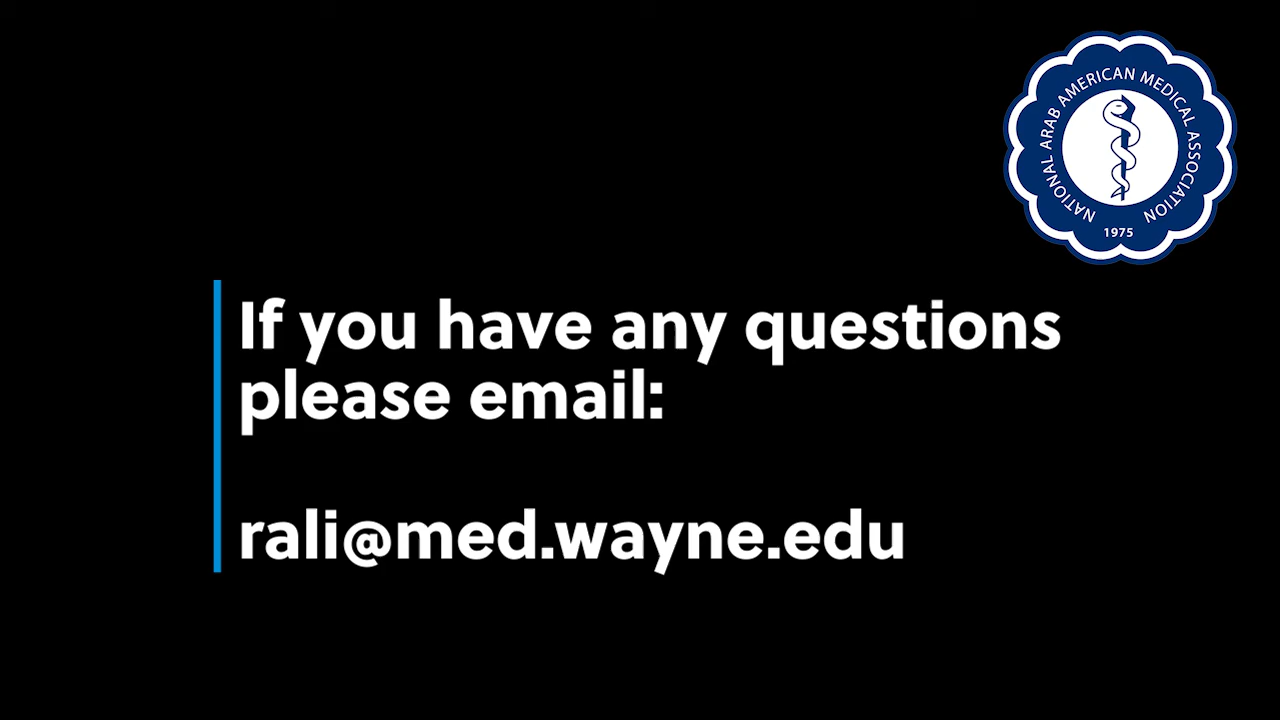 NATIONAL ARAB AMERICAN MEDICAL ASSOCIATION
1975
If you have any questions
please email:
rali@med.wayne.edu